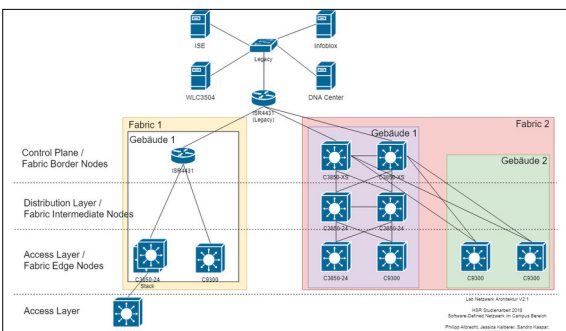 ISE
Infoblox
Legacy
WLC3504
DNA Center
ISR4431
(Legacy)
Fabric 1
Fabric 2
Gebäude 1
Gebäude 1
Control Plane /
Fabric Border Nodes
ISR4431
C3850-XS
C3850-XS
Gebäude 2
Distribution Layer /
Fabric Intermediate Nodes
C3850-24
C3850-24
Access Layer /
Fabric Edge Nodes
C3850-24
Stack
C9300
C3850-24
C9300
C9300
C9300
Access Layer
Lab Netzwerk Architektur V2.1
HSR Studienarbeit 2018
Software-Defined Netzwerk im Campus Bereich
Philipp Albrecht, Jessica Kalberer, Sandro Kaspar,